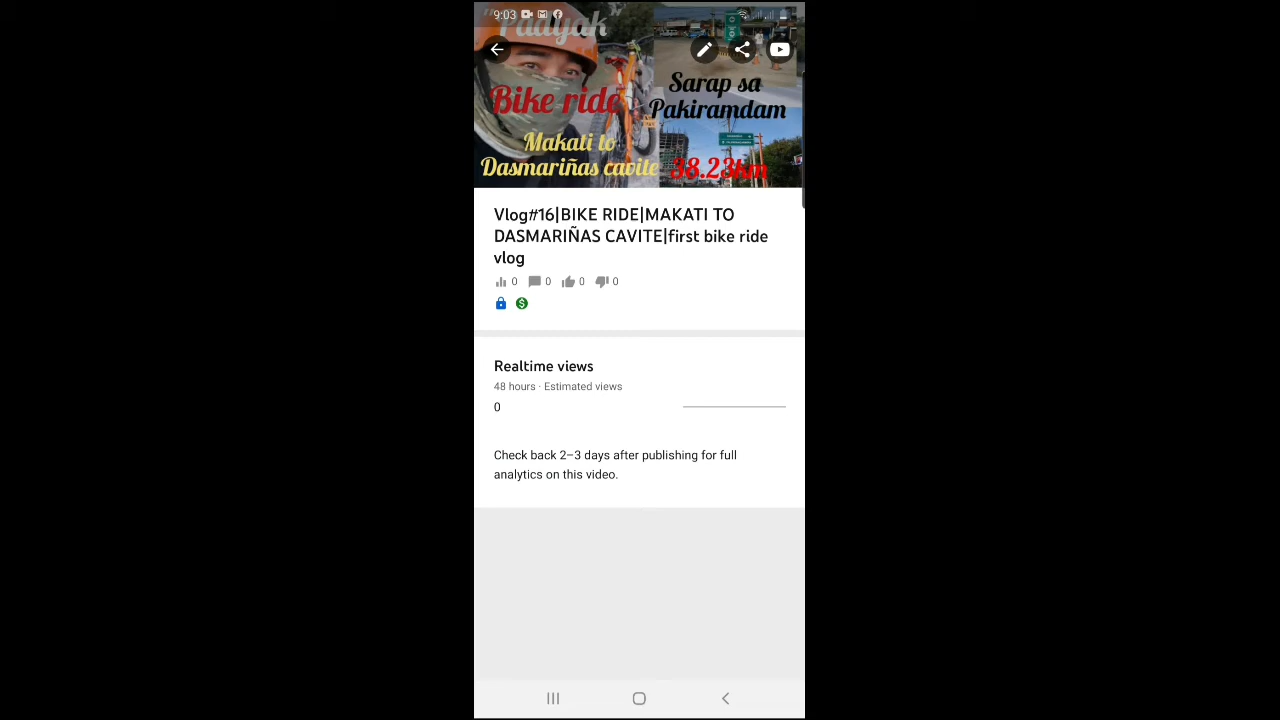 9:03
"Padyak"
Bike ride
Makati to
Dasmariñas cavite
Sarap sa
Pakiramdam
38.23km
Vlog#16|BIKE RIDE|MAKATI TO
DASMARIÑAS CAVITE|first bike ride
vlog
0 0 0 0
Realtime views
48 hours · Estimated views
0
Check back 2–3 days after publishing for full
analytics on this video.